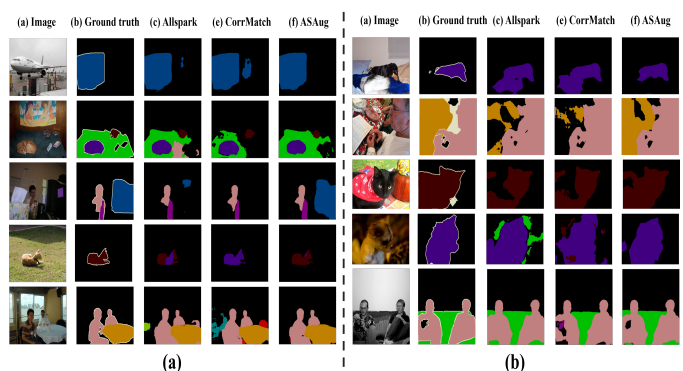 (a) Image (b) Ground truth (c) Allspark (e) CorrMatch (f) ASAug
(a)
(a) Image (b) Ground truth (c) Allspark (e) CorrMatch (f) ASAug
(b)